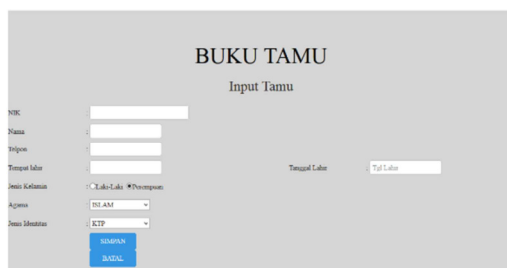 BUKU TAMU
Input Tamu
NIK :
Nama :
Telpon :
Tempat lahir : Tanggal Lahir : Tgl Lahir
Jenis Kelamin : Laki-Laki Perempuan
Agama : ISLAM
Jenis Identitas : KTP
SIMPAN
BATAL